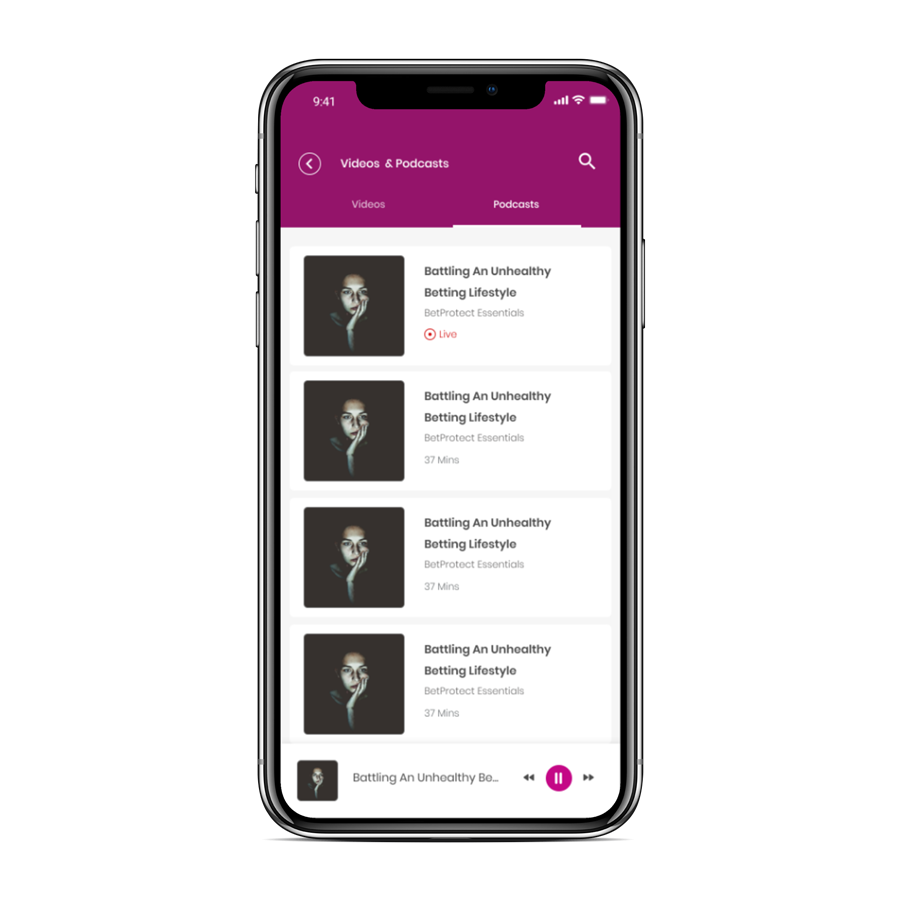 9:41
Videos & Podcasts
Videos
Podcasts
Battling An Unhealthy
Betting Lifestyle
BetProtect Essentials
Live
Battling An Unhealthy
Betting Lifestyle
BetProtect Essentials
37 Mins
Battling An Unhealthy
Betting Lifestyle
BetProtect Essentials
37 Mins
Battling An Unhealthy
Betting Lifestyle
BetProtect Essentials
37 Mins
Battling An Unhealthy Be...